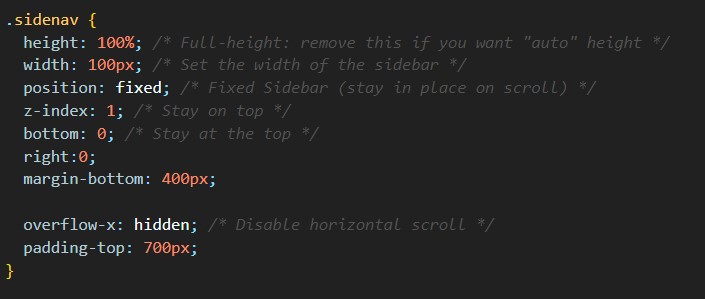 .sidenav {
  height: 100%; /* Full-height: remove this if you want "auto" height */
  width: 100px; /* Set the width of the sidebar */
  position: fixed; /* Fixed Sidebar (stay in place on scroll) */
  z-index: 1; /* Stay on top */
  bottom: 0; /* Stay at the top */
  right:0;
  margin-bottom: 400px;

  overflow-x: hidden; /* Disable horizontal scroll */
  padding-top: 700px;
}